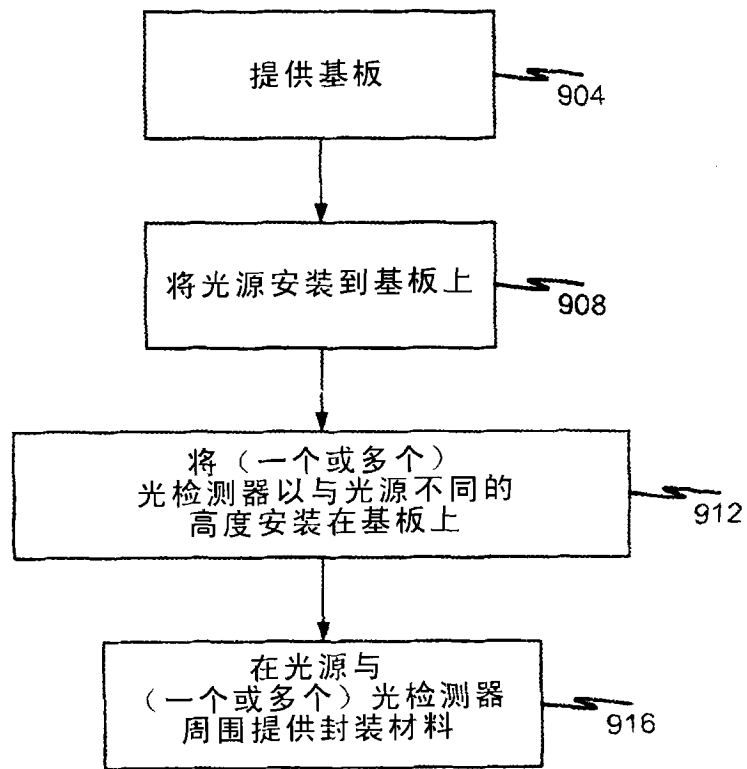 提供基板
904
将光源安装到基板上
908
将（一个或多个）
光检测器以与光源不同的
高度安装在基板上
912
在光源与
（一个或多个）光检测器
周围提供封装材料
916